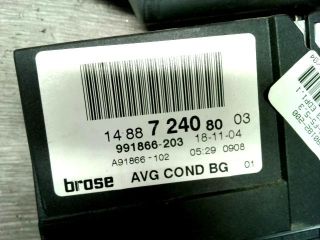 14 88 7 240 80 03
991866-203 18-11-04
A91866-102 05:29 0908
brose AVG COND BG 01